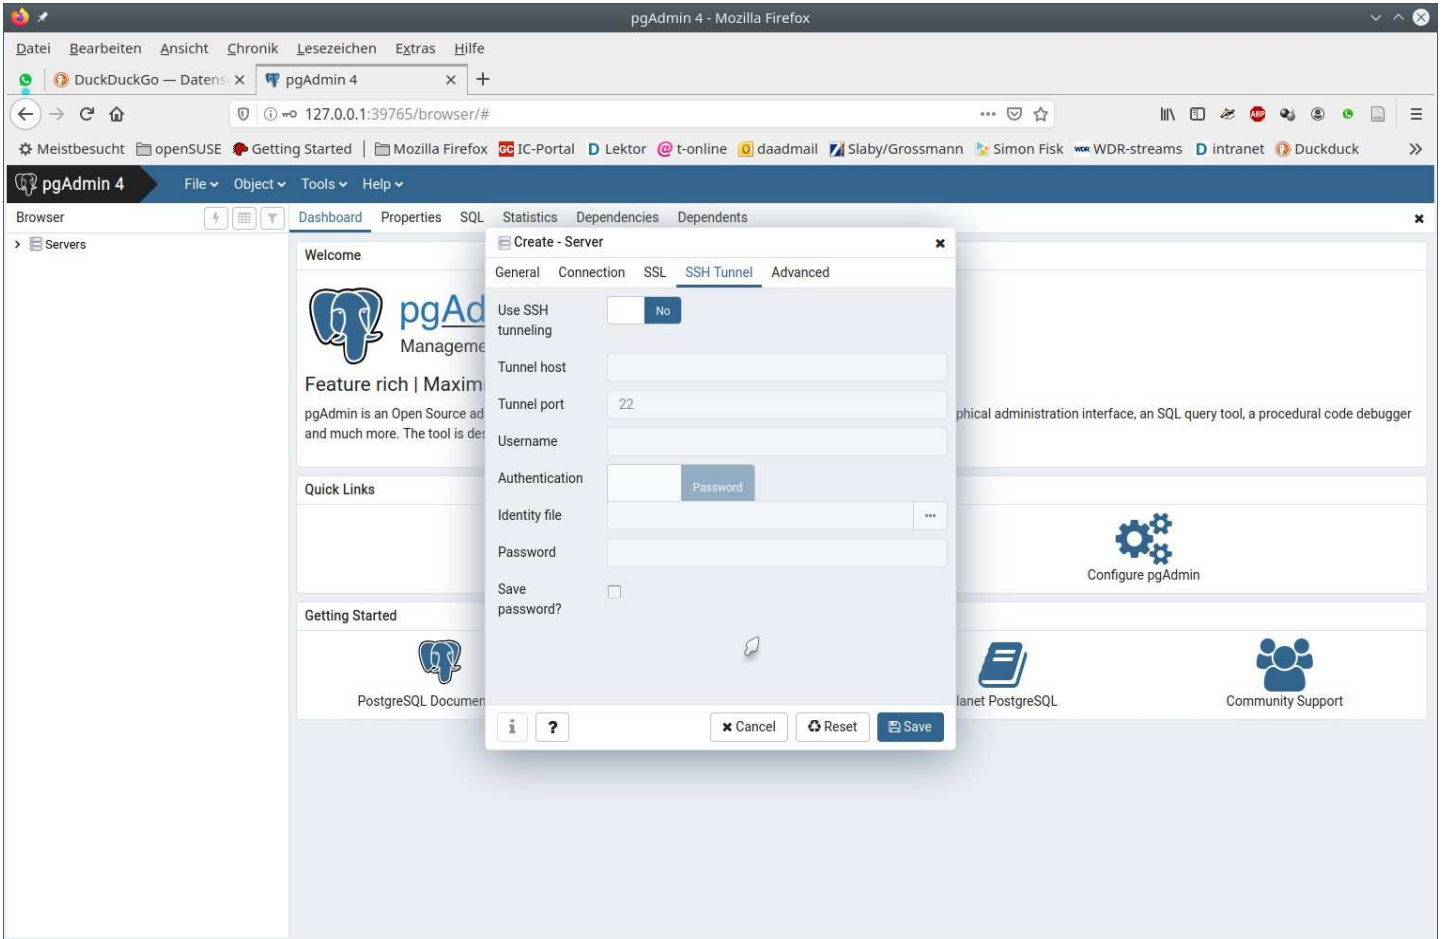 pgAdmin 4 - Mozilla Firefox
Datei Bearbeiten Ansicht Chronik Lesezeichen Extras Hilfe
DuckDuckGo — Datens pgAdmin 4
127.0.0.1:39765/browser/#
ABP
Meistbesucht openSUSE Getting Started Mozilla Firefox GC IC-Portal D Lektor @ t-online daadmail Slaby/Grossmann Simon Fisk WDR WDR-streams D intranet Duckduck
pgAdmin 4 File Object Tools Help
Browser Dashboard Properties SQL Statistics Dependencies Dependents
Servers
Create - Server
Welcome
General Connection SSL SSH Tunnel Advanced
pgAd
Manageme
Feature rich | Maxim
pgAdmin is an Open Source ad phical administration interface, an SQL query tool, a procedural code debugger
and much more. The tool is des
Use SSH
tunneling
No
Tunnel host
Tunnel port 22
Username
Authentication Password
Identity file ...
Password
Save
password?
Quick Links
Configure pgAdmin
Getting Started
PostgreSQL Documen lanet PostgreSQL Community Support
i ? Cancel Reset Save